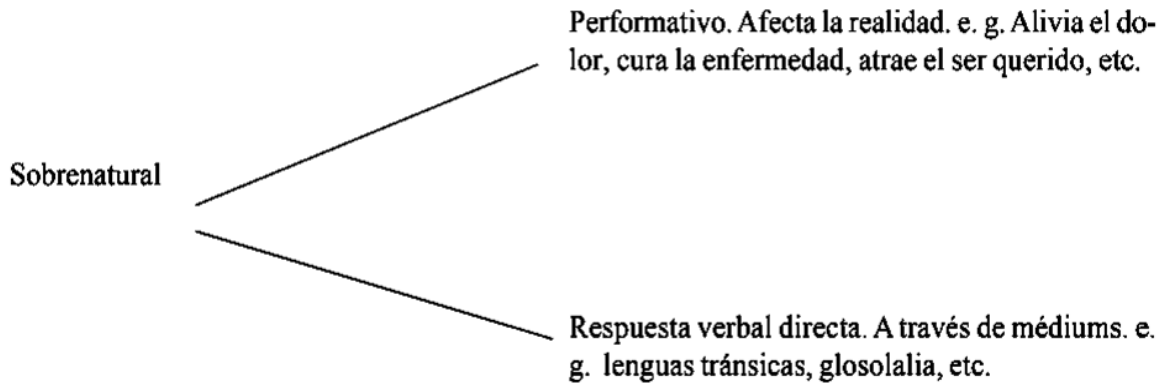 Performativo. Afecta la realidad. e. g. Alivia el do-
lor, cura la enfermedad, atrae el ser querido, etc.
Sobrenatural
Respuesta verbal directa. A través de médiums. e.
g. lenguas tránsicas, glosolalia, etc.